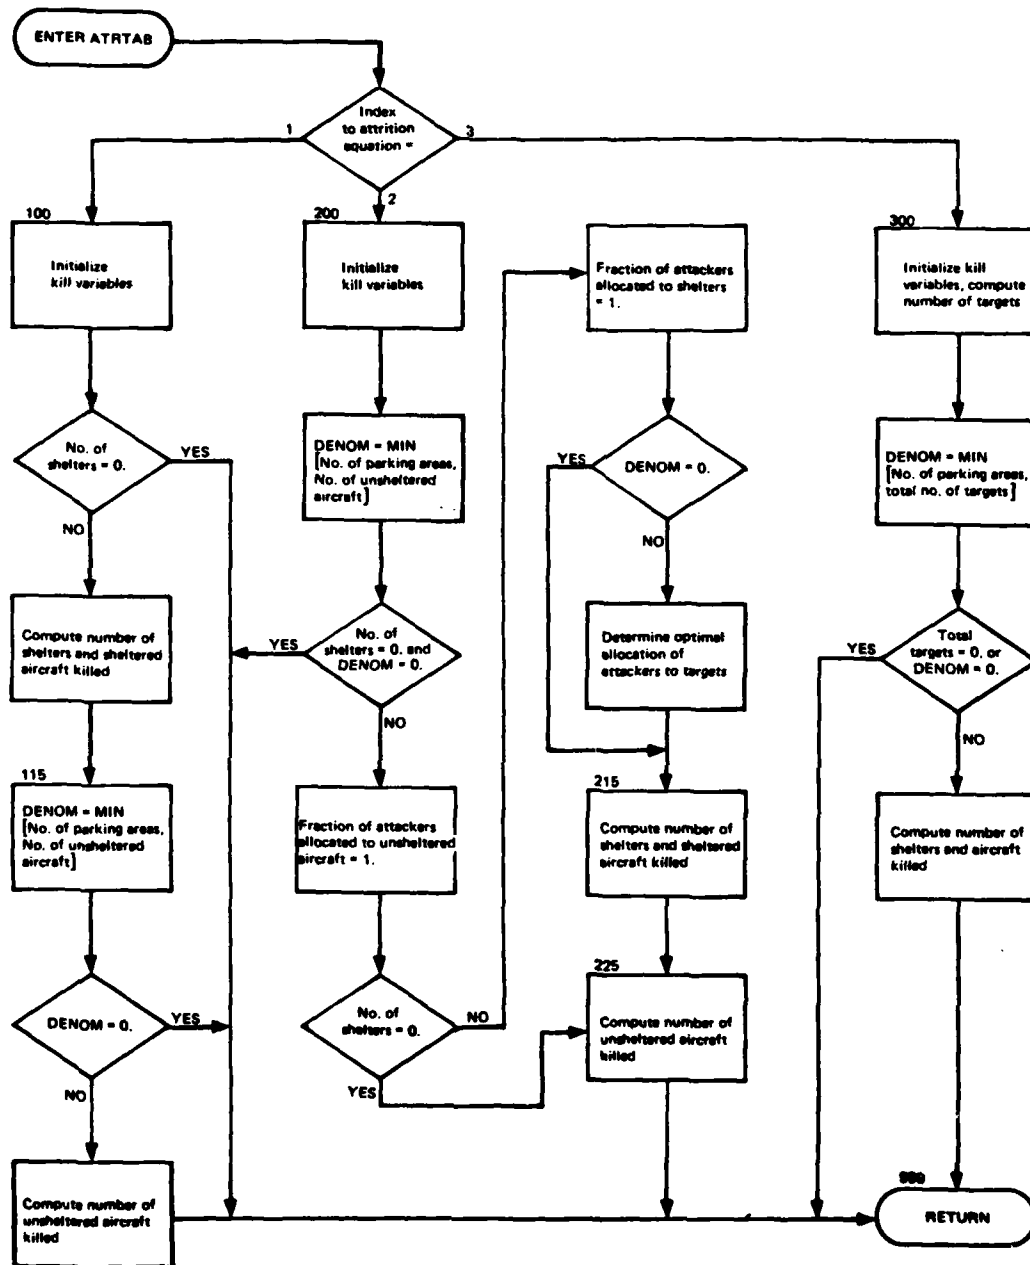 ENTER ATRTAB
Index
to attrition
equation =
1
3
2
100
Initialize
kill variables
No. of
shelters = 0.
YES
NO
Compute number of
shelters and sheltered
aircraft killed
115
DENOM = MIN
[No. of parking areas,
No. of unsheltered
aircraft]
DENOM = 0.
YES
NO
Compute number of
unsheltered aircraft
killed
200
Initialize
kill variables
DENOM = MIN
[No. of parking areas,
No. of unsheltered
aircraft]
No. of
shelters = 0. and
DENOM = 0.
YES
NO
Fraction of attackers
allocated to unsheltered
aircraft = 1.
No. of
shelters = 0.
NO
YES
Fraction of attackers
allocated to shelters
= 1.
DENOM = 0.
YES
NO
Determine optimal
allocation of
attackers to targets
215
Compute number of
shelters and sheltered
aircraft killed
225
Compute number of
unsheltered aircraft
killed
300
Initialize kill
variables, compute
number of targets
DENOM = MIN
[No. of parking areas,
total no. of targets]
Total
targets = 0. or
DENOM = 0.
YES
NO
Compute number of
shelters and aircraft
killed
RETURN